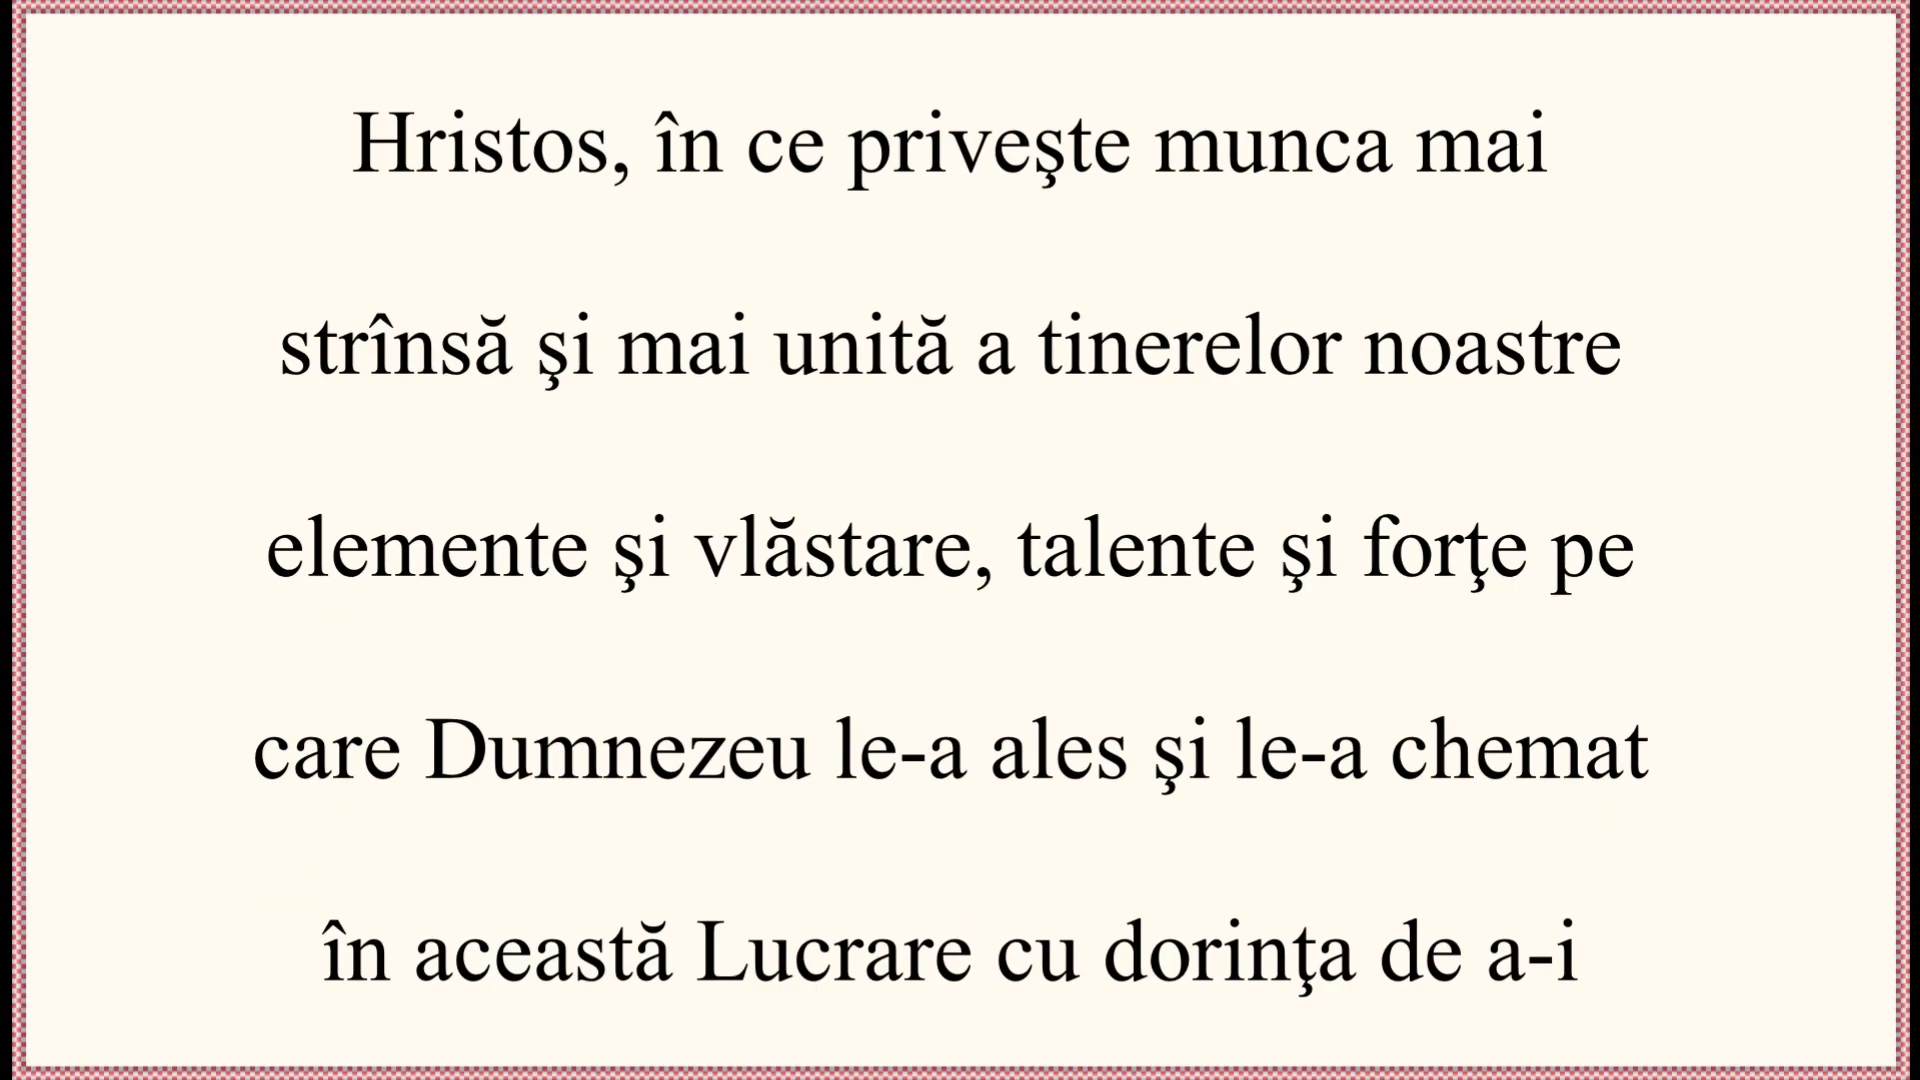 Hristos, în ce priveşte munca mai
strînsă şi mai unită a tinerelor noastre
elemente şi vlăstare, talente şi forţe pe
care Dumnezeu le-a ales şi le-a chemat
în această Lucrare cu dorinţa de a-i